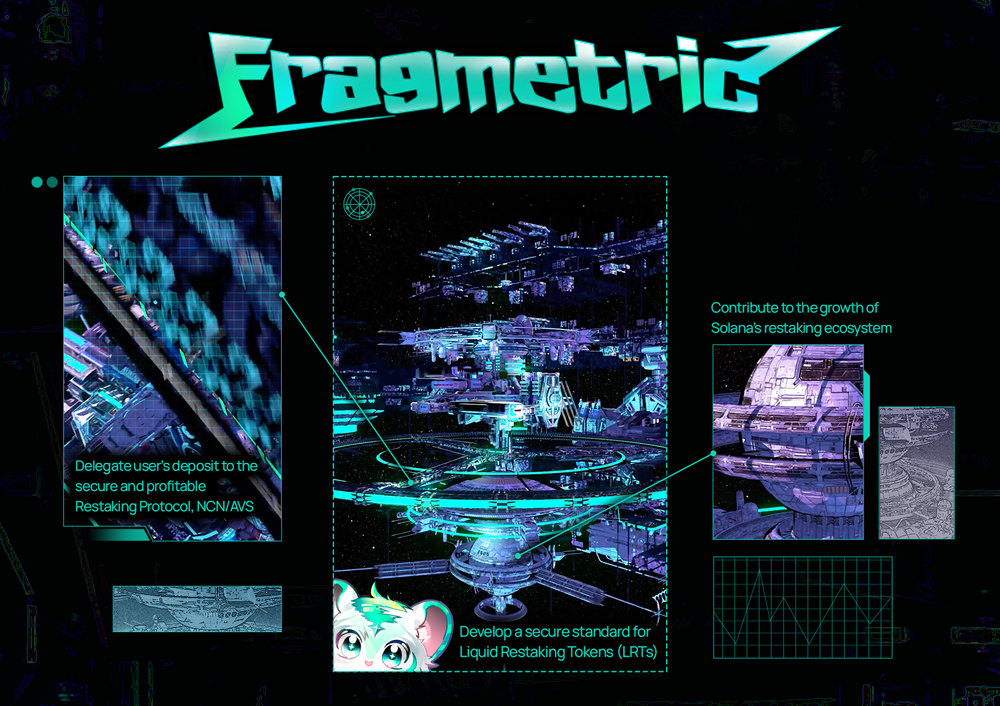 Fragmetric
Delegate user's deposit to the
secure and profitable
Restaking Protocol, NCN/AVS
Develop a secure standard for
Liquid Restaking Tokens (LRTs)
Contribute to the growth of
Solana's restaking ecosystem